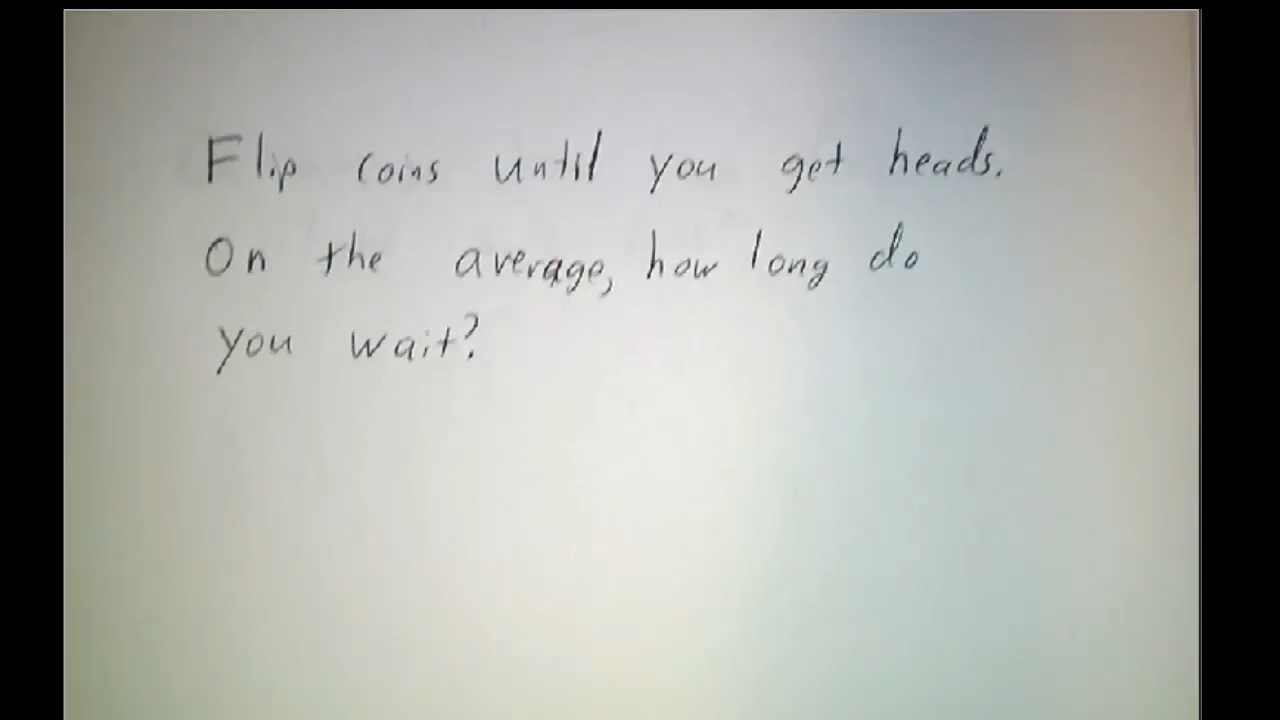 Flip coins until you get heads.
On the average, how long do
you wait?